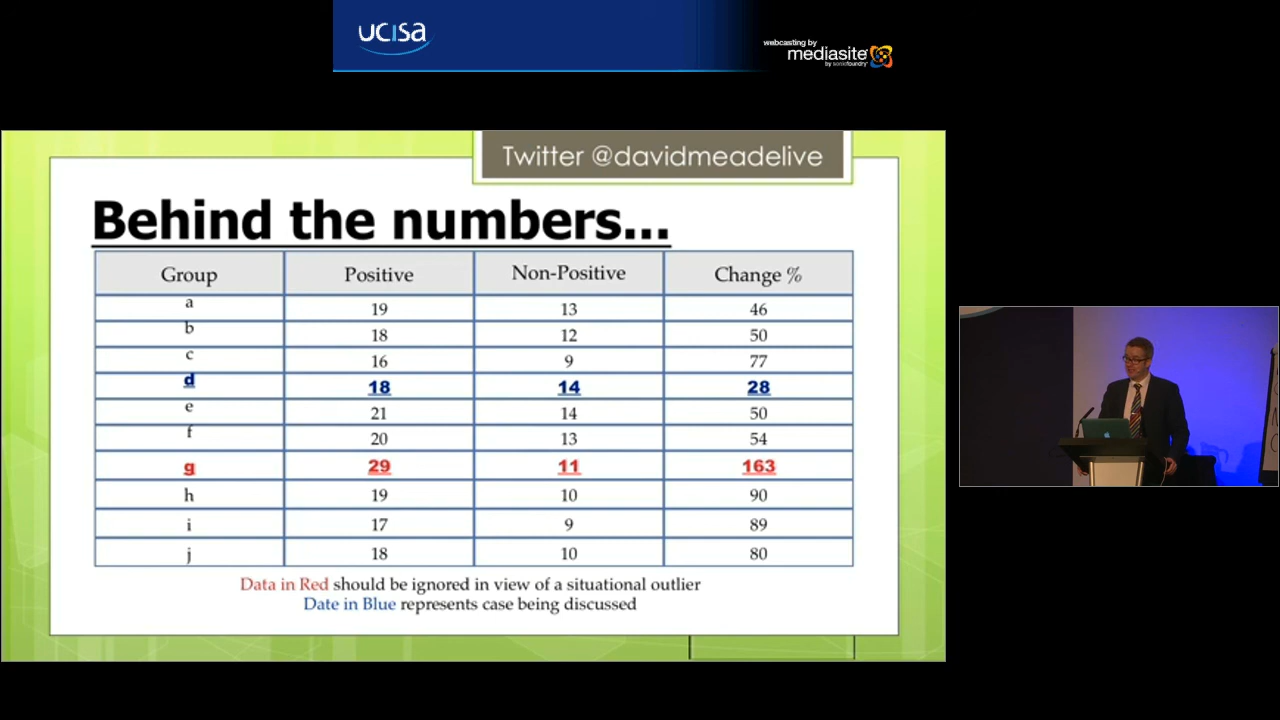 ucisa
webcasting by
mediasite
by sonicfoundry
Twitter @davidmeadelive
Behind the numbers...
Group Positive Non-Positive Change %
a 19 13 46
b 18 12 50
c 16 9 77
d 18 14 28
e 21 14 50
f 20 13 54
g 29 11 163
h 19 10 90
i 17 9 89
j 18 10 80
Data in Red should be ignored in view of a situational outlier
Date in Blue represents case being discussed